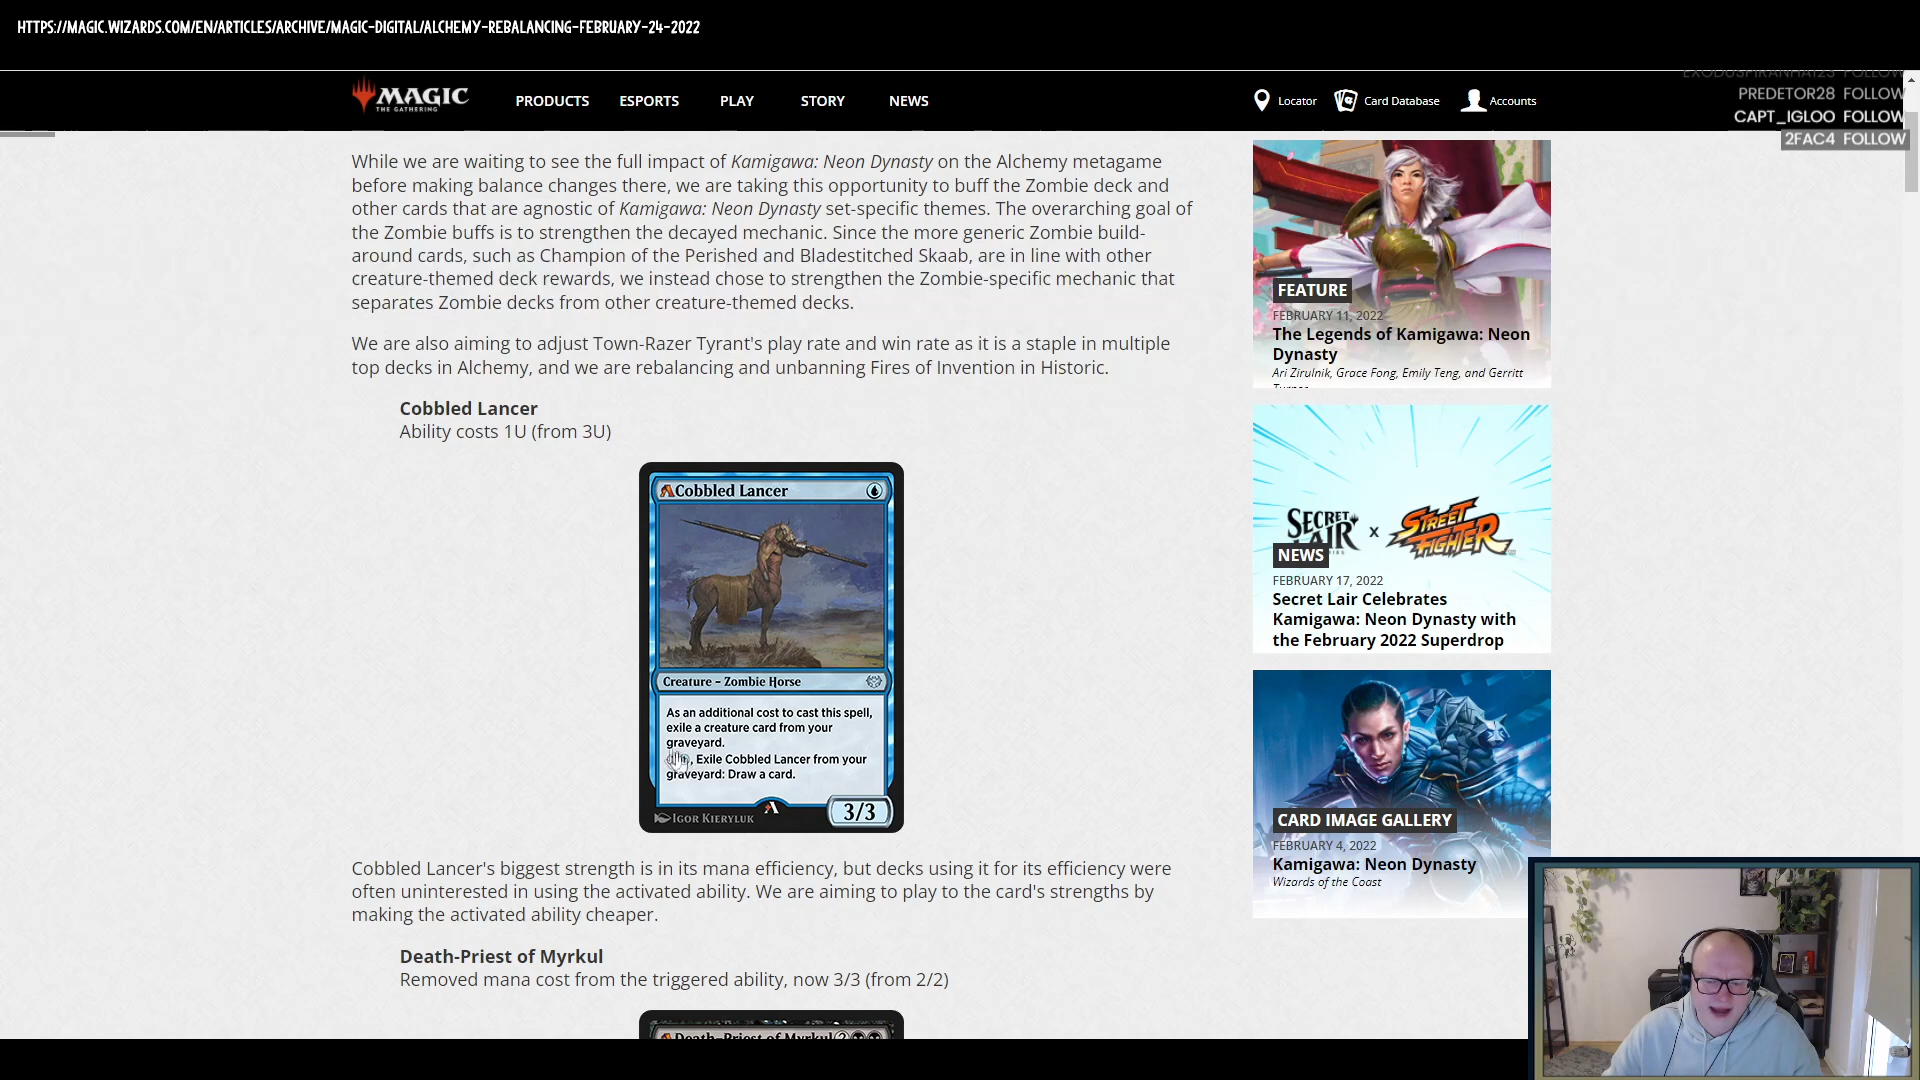 HTTPS://MAGIC.WIZARDS.COM/EN/ARTICLES/ARCHIVE/MAGIC-DIGITAL/ALCHEMY-REBALANCING-FEBRUARY-24-2022
MAGIC
THE GATHERING
PRODUCTS
ESPORTS
PLAY
STORY
NEWS
Locator
Card Database
Accounts
FOLLOW
PREDETOR28 FOLLOW
CAPT_IGLOO FOLLOW
2FAC4 FOLLOW
While we are waiting to see the full impact of Kamigawa: Neon Dynasty on the Alchemy metagame
before making balance changes there, we are taking this opportunity to buff the Zombie deck and
other cards that are agnostic of Kamigawa: Neon Dynasty set-specific themes. The overarching goal of
the Zombie buffs is to strengthen the decayed mechanic. Since the more generic Zombie build-
around cards, such as Champion of the Perished and Bladestitched Skaab, are in line with other
creature-themed deck rewards, we instead chose to strengthen the Zombie-specific mechanic that
separates Zombie decks from other creature-themed decks.
We are also aiming to adjust Town-Razer Tyrant's play rate and win rate as it is a staple in multiple
top decks in Alchemy, and we are rebalancing and unbanning Fires of Invention in Historic.
Cobbled Lancer
Ability costs 1U (from 3U)
Cobbled Lancer
Creature – Zombie Horse
As an additional cost to cast this spell,
exile a creature card from your
graveyard.
, Exile Cobbled Lancer from your
graveyard: Draw a card.
IGOR KIERYLUK
3/3
Cobbled Lancer's biggest strength is in its mana efficiency, but decks using it for its efficiency were
often uninterested in using the activated ability. We are aiming to play to the card's strengths by
making the activated ability cheaper.
Death-Priest of Myrkul
Removed mana cost from the triggered ability, now 3/3 (from 2/2)
Death-Priest of Myrkul 2
FEATURE
FEBRUARY 11, 2022
The Legends of Kamigawa: Neon
Dynasty
Ari Zirulnik, Grace Fong, Emily Teng, and Gerritt
Turner
SECRET
LAIR
x
STREET
FIGHTER
NEWS
FEBRUARY 17, 2022
Secret Lair Celebrates
Kamigawa: Neon Dynasty with
the February 2022 Superdrop
CARD IMAGE GALLERY
FEBRUARY 4, 2022
Kamigawa: Neon Dynasty
Wizards of the Coast